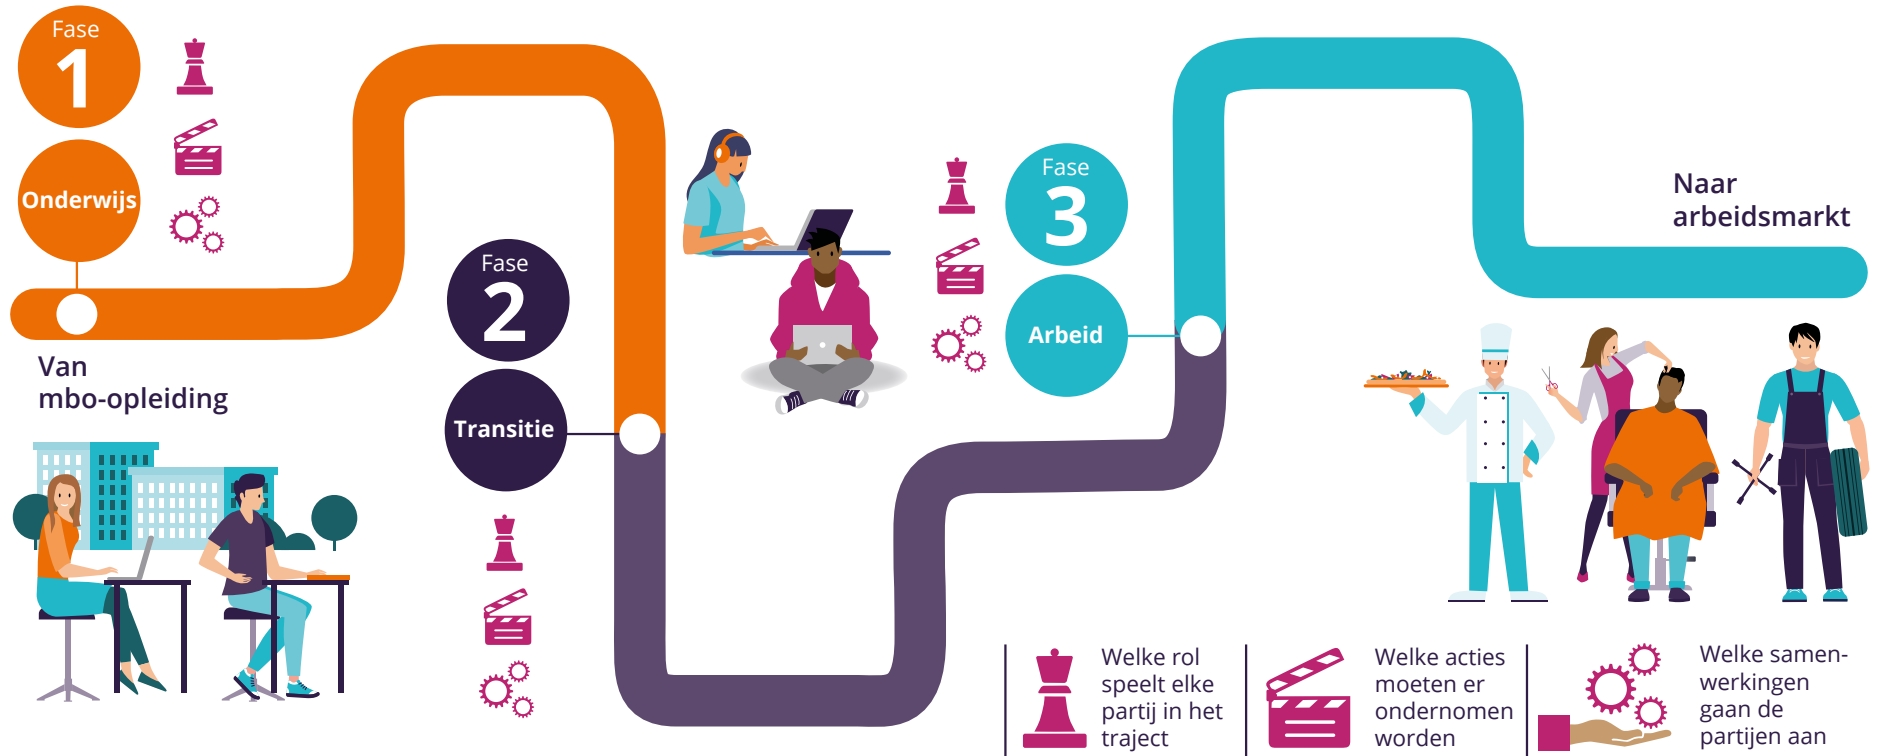 Fase
1
Onderwijs
Van
mbo-opleiding
Fase
2
Transitie
Fase
3
Arbeid
Naar
arbeidsmarkt
Welke rol
speelt elke
partij in het
traject
Welke acties
moeten er
ondernomen
worden
Welke samen-
werkingen
gaan de
partijen aan